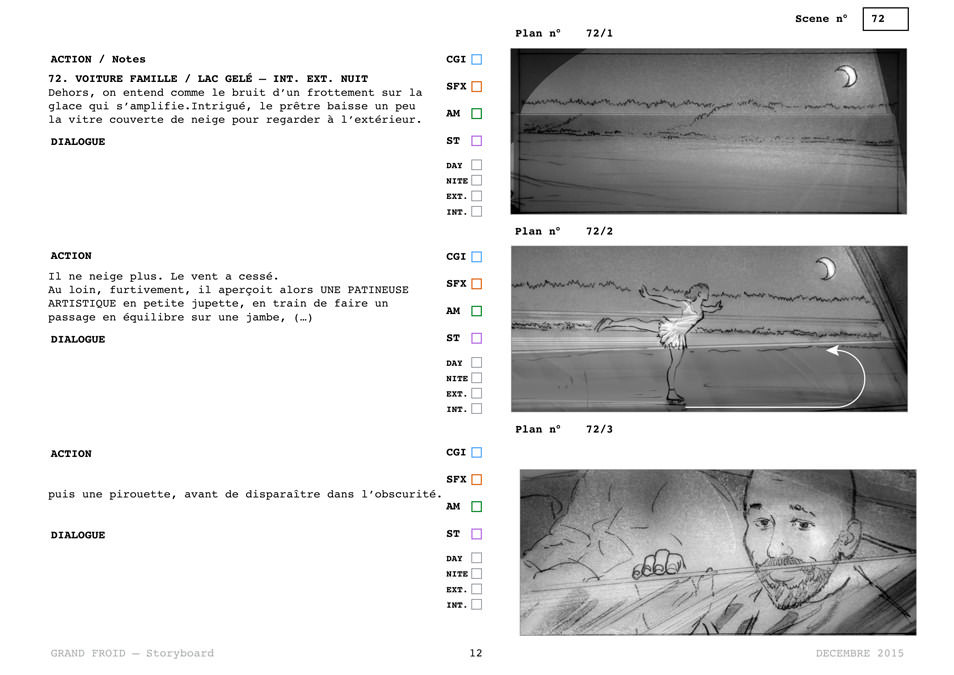 Scene nº 72
Plan nº 72/1
ACTION / Notes
72. VOITURE FAMILLE / LAC GELÉ – INT. EXT. NUIT
Dehors, on entend comme le bruit d’un frottement sur la
glace qui s’amplifie.Intrigué, le prêtre baisse un peu
la vitre couverte de neige pour regarder à l’extérieur.
DIALOGUE
CGI
SFX
AM
ST
DAY
NITE
EXT.
INT.
Plan nº 72/2
ACTION
Il ne neige plus. Le vent a cessé.
Au loin, furtivement, il aperçoit alors UNE PATINEUSE
ARTISTIQUE en petite jupette, en train de faire un
passage en équilibre sur une jambe, (…)
DIALOGUE
CGI
SFX
AM
ST
DAY
NITE
EXT.
INT.
Plan nº 72/3
ACTION
puis une pirouette, avant de disparaître dans l’obscurité.
DIALOGUE
CGI
SFX
AM
ST
DAY
NITE
EXT.
INT.
GRAND FROID – Storyboard
12
DECEMBRE 2015